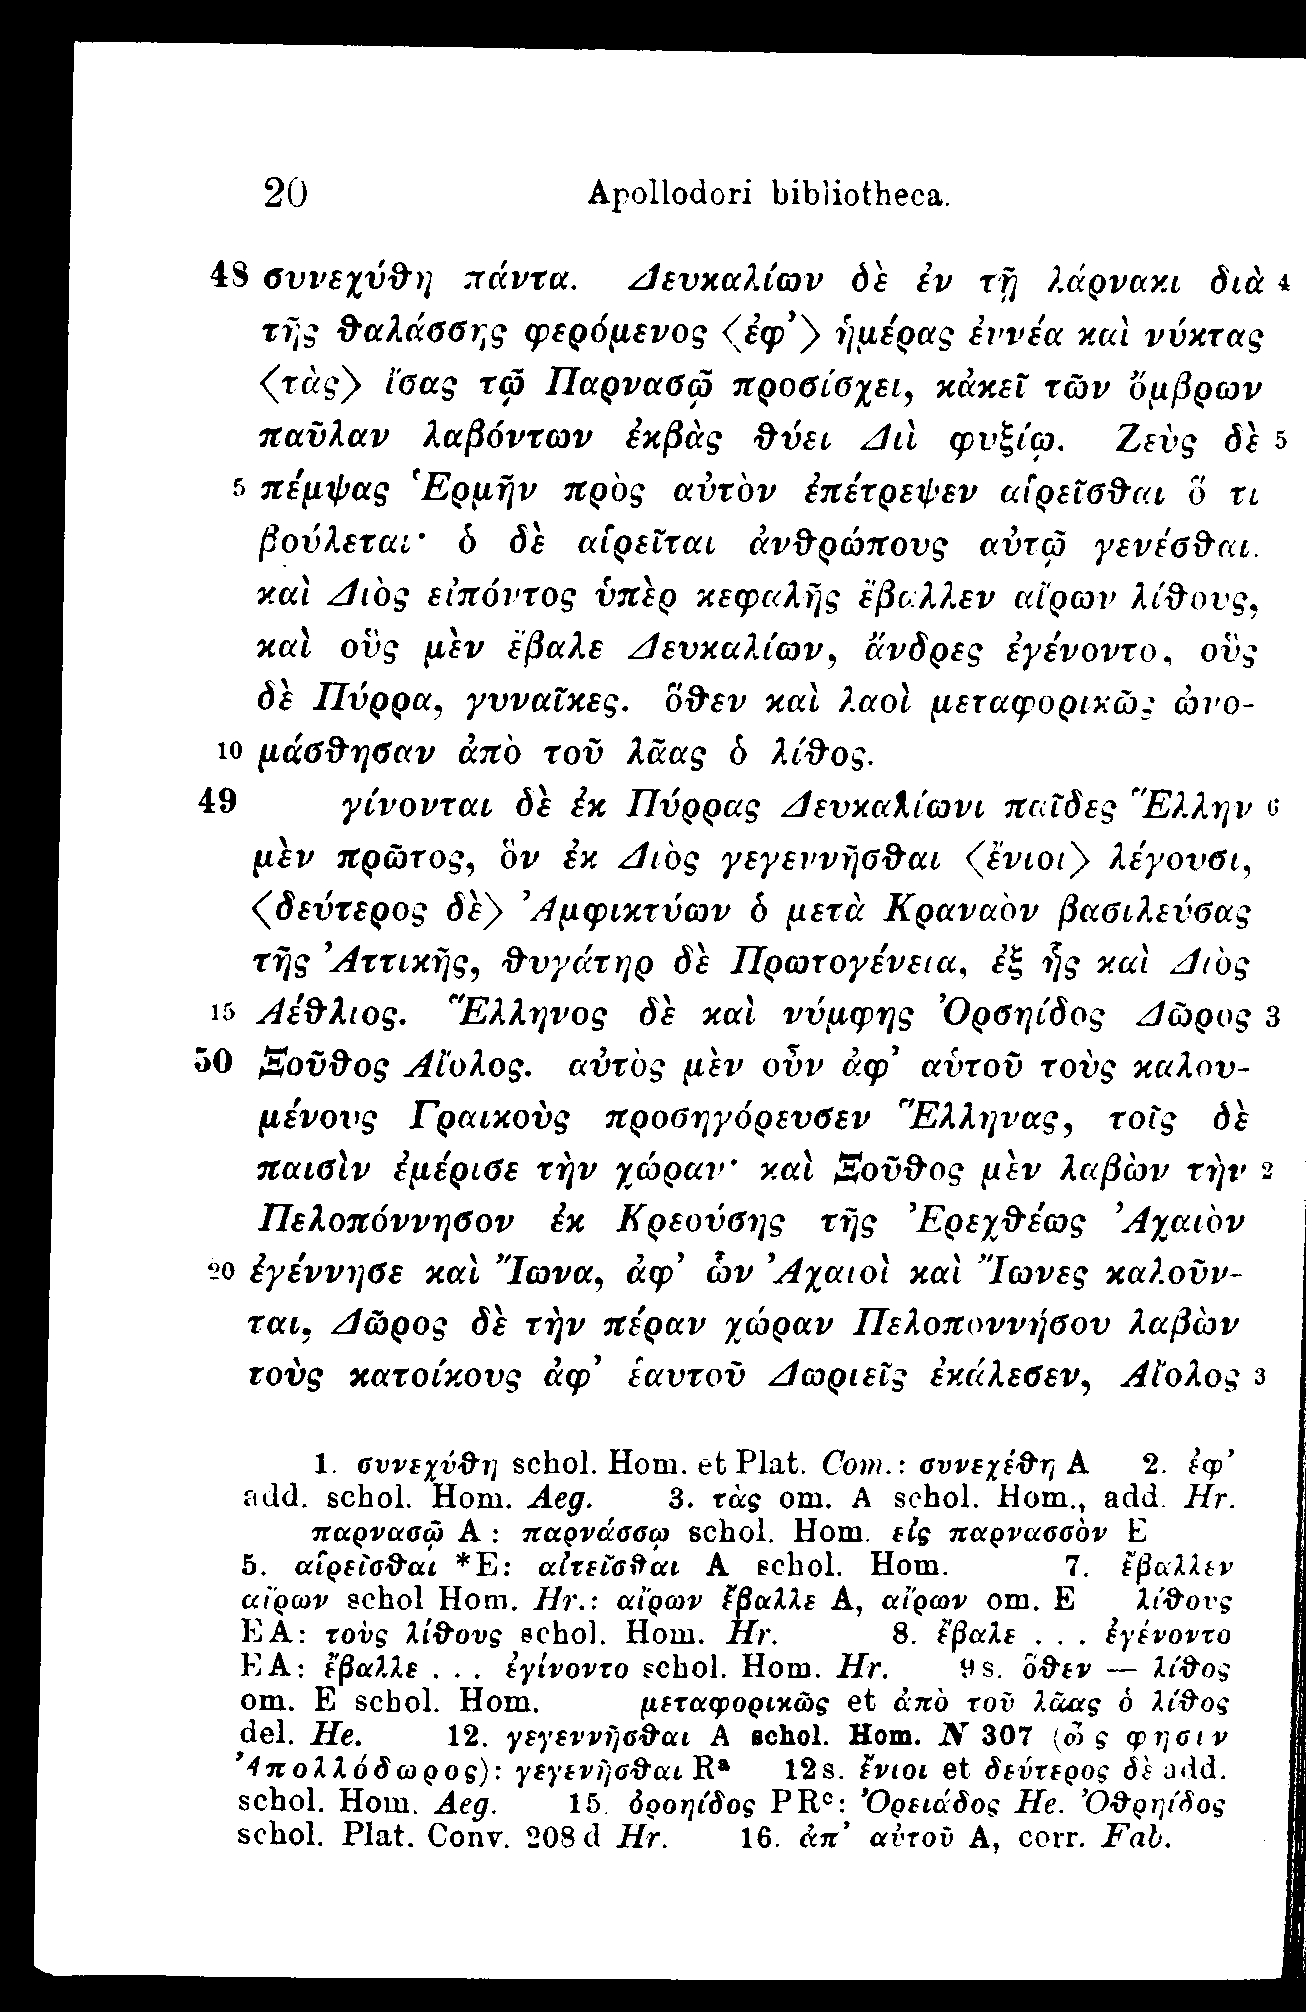 20 Apollodori bibliotheca.
48 συνεχύθη πάντα. Δευκαλίων δὲ ἐν τῇ λάρνακι διὰ 4
τῆς θαλάσσης φερόμενος ⟨ἐφ’⟩ ἡμέρας ἐννέα καὶ νύκτας
⟨τὰς⟩ ἴσας τῷ Παρνασῷ προσίσχει, κἀκεῖ τῶν ὄμβρων
παῦλαν λαβόντων ἐκβὰς θύει Διὶ φυξίῳ. Ζεὺς δὲ 5
5 πέμψας Ἑρμῆν πρὸς αὐτὸν ἐπέτρεψεν αἱρεῖσθαι ὅ τι
βούλεται· ὁ δὲ αἱρεῖται ἀνθρώπους αὐτῷ γενέσθαι.
καὶ Διὸς εἰπόντος ὑπὲρ κεφαλῆς ἔβαλλεν αἴρων λίθους,
καὶ οὓς μὲν ἔβαλε Δευκαλίων, ἄνδρες ἐγένοντο, οὓς
δὲ Πύρρα, γυναῖκες. ὅθεν καὶ λαοὶ μεταφορικῶς ὠνο-
10 μάσθησαν ἀπὸ τοῦ λᾶας ὁ λίθος.
49 γίνονται δὲ ἐκ Πύρρας Δευκαλίωνι παῖδες Ἕλλην 6
μὲν πρῶτος, ὃν ἐκ Διὸς γεγεννῆσθαι ⟨ἔνιοι⟩ λέγουσι,
⟨δεύτερος δὲ⟩ Ἀμφικτύων ὁ μετὰ Κραναὸν βασιλεύσας
τῆς Ἀττικῆς, θυγάτηρ δὲ Πρωτογένεια, ἐξ ἧς καὶ Διὸς
15 Ἀέθλιος. Ἕλληνος δὲ καὶ νύμφης Ὀρσηίδος Δῶρος 3
50 Ξοῦθος Αἴολος. αὐτὸς μὲν οὖν ἀφ’ αὑτοῦ τοὺς καλου-
μένους Γραικοὺς προσηγόρευσεν Ἕλληνας, τοῖς δὲ
παισὶν ἐμέρισε τὴν χώραν· καὶ Ξοῦθος μὲν λαβὼν τὴν 2
Πελοπόννησον ἐκ Κρεούσης τῆς Ἐρεχθέως Ἀχαιὸν
20 ἐγέννησε καὶ Ἴωνα, ἀφ’ ὧν Ἀχαιοὶ καὶ Ἴωνες καλοῦν-
ται, Δῶρος δὲ τὴν πέραν χώραν Πελοποννήσου λαβὼν
τοὺς κατοίκους ἀφ’ ἑαυτοῦ Δωριεῖς ἐκάλεσεν, Αἴολος 3
1. συνεχύθη schol. Hom. et Plat. Com.: συνεχέθη A 2. ἐφ’
add. schol. Hom. Aeg. 3. τὰς om. A schol. Hom., add. Hr.
παρνασῷ A : παρνάσσῳ schol. Hom. εἰς παρνασσὸν E
5. αἱρεῖσθαι *E: αἰτεῖσθαι A schol. Hom. 7. ἔβαλλεν
αἴρων schol Hom. Hr.: αἴρων ἔβαλλε A, αἴρων om. E λίθους
EA: τοὺς λίθους schol. Hom. Hr. 8. ἔβαλε . . . ἐγένοντο
EA: ἔβαλλε . . . ἐγίνοντο schol. Hom. Hr. 9 s. ὅθεν — λίθος
om. E schol. Hom. μεταφορικῶς et ἀπὸ τοῦ λᾶας ὁ λίθος
del. He. 12. γεγεννῆσθαι A schol. Hom. N 307 (ὥς φησιν
Ἀπολλόδωρος): γεγενῆσθαι Rª 12 s. ἔνιοι et δεύτερος δὲ add.
schol. Hom. Aeg. 15. ὀροηίδος PRᶜ: Ὀρειάδος He. Ὀθρηίδος
schol. Plat. Conv. 208 d Hr. 16. ἀπ’ αὐτοῦ A, corr. Fab.